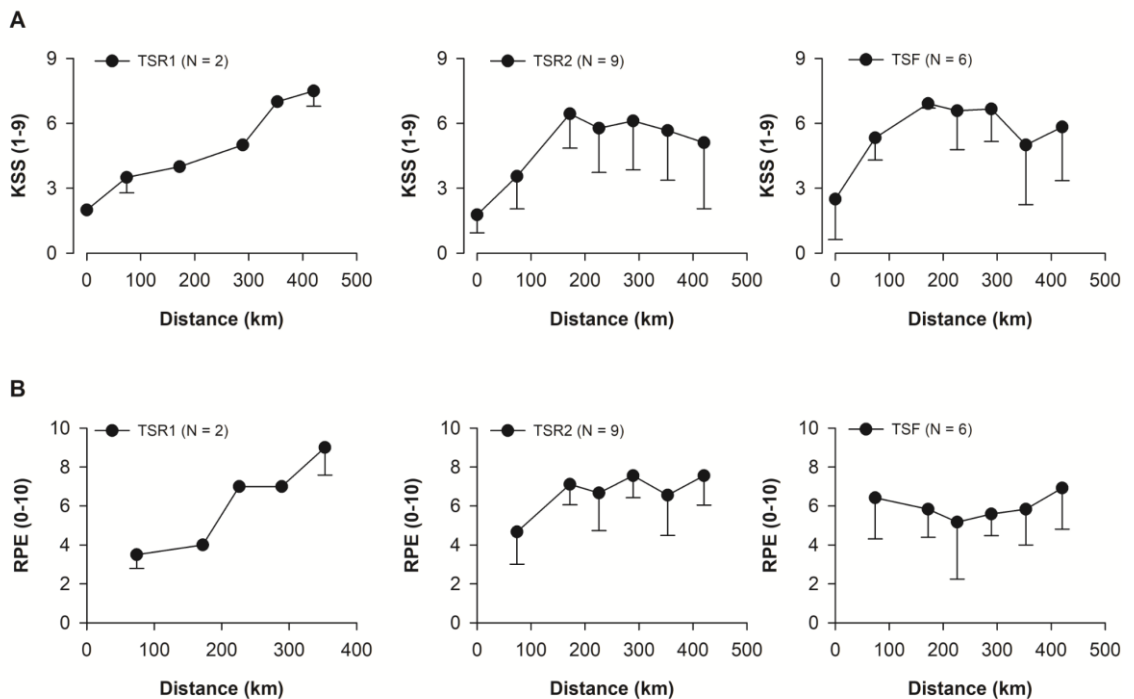 A
TSR1 (N = 2)
TSR2 (N = 9)
TSF (N = 6)
KSS (1-9)
9
6
3
0
0 100 200 300 400 500
Distance (km)
KSS (1-9)
9
6
3
0
0 100 200 300 400 500
Distance (km)
KSS (1-9)
9
6
3
0
0 100 200 300 400 500
Distance (km)
B
TSR1 (N = 2)
TSR2 (N = 9)
TSF (N = 6)
RPE (0-10)
10
8
6
4
2
0
0 100 200 300 400
Distance (km)
RPE (0-10)
10
8
6
4
2
0
0 100 200 300 400 500
Distance (km)
RPE (0-10)
10
8
6
4
2
0
0 100 200 300 400 500
Distance (km)